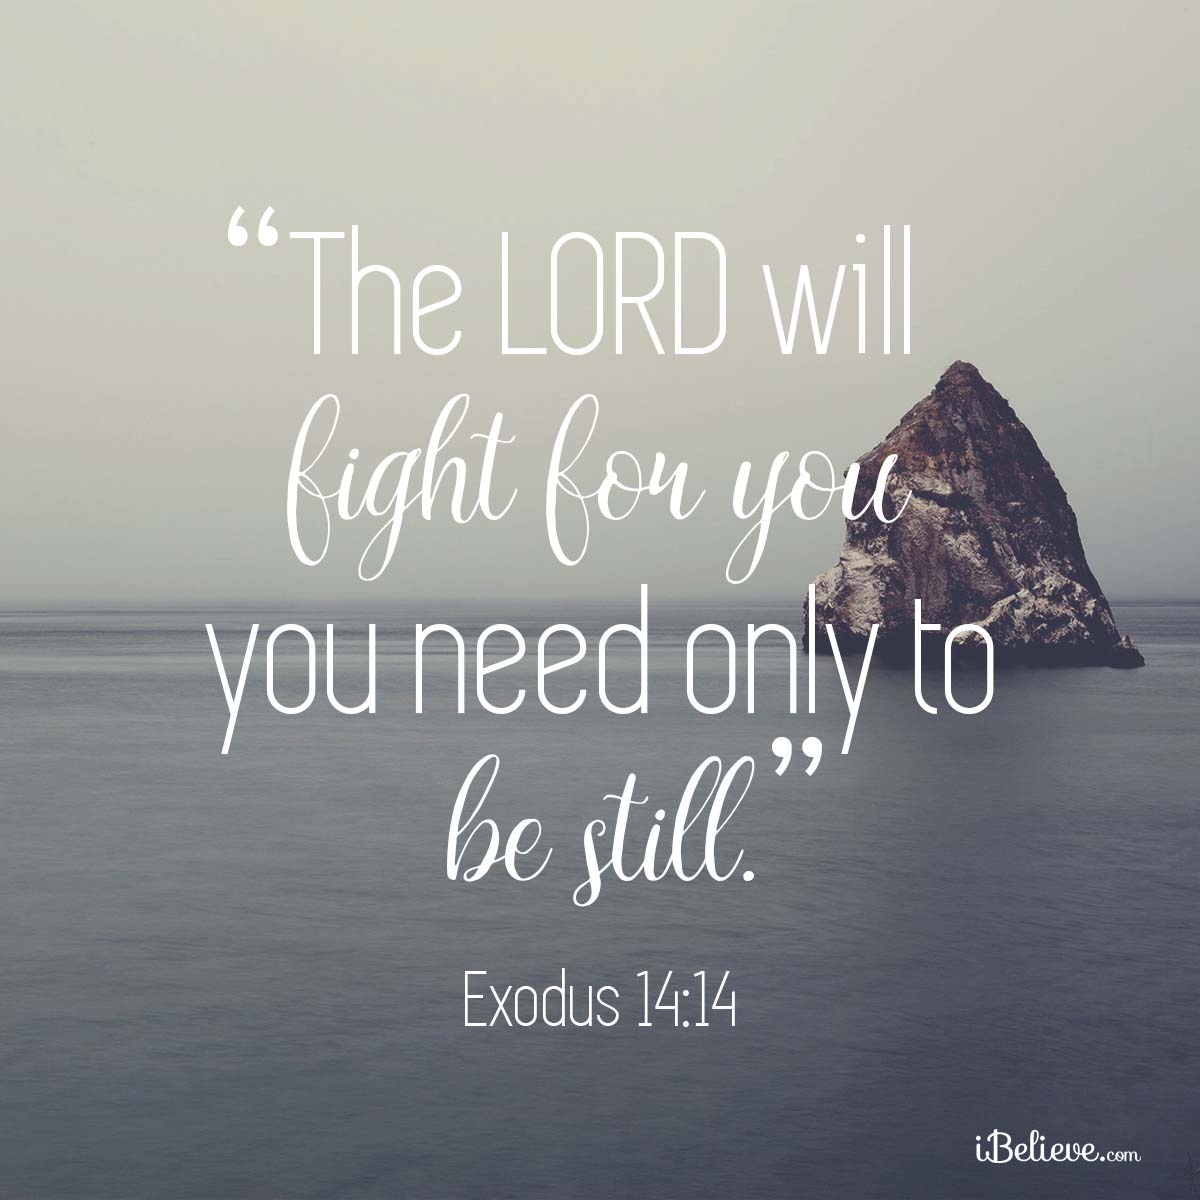 “The LORD will
fight for you
you need only to
be still.”
Exodus 14:14
iBelieve.com